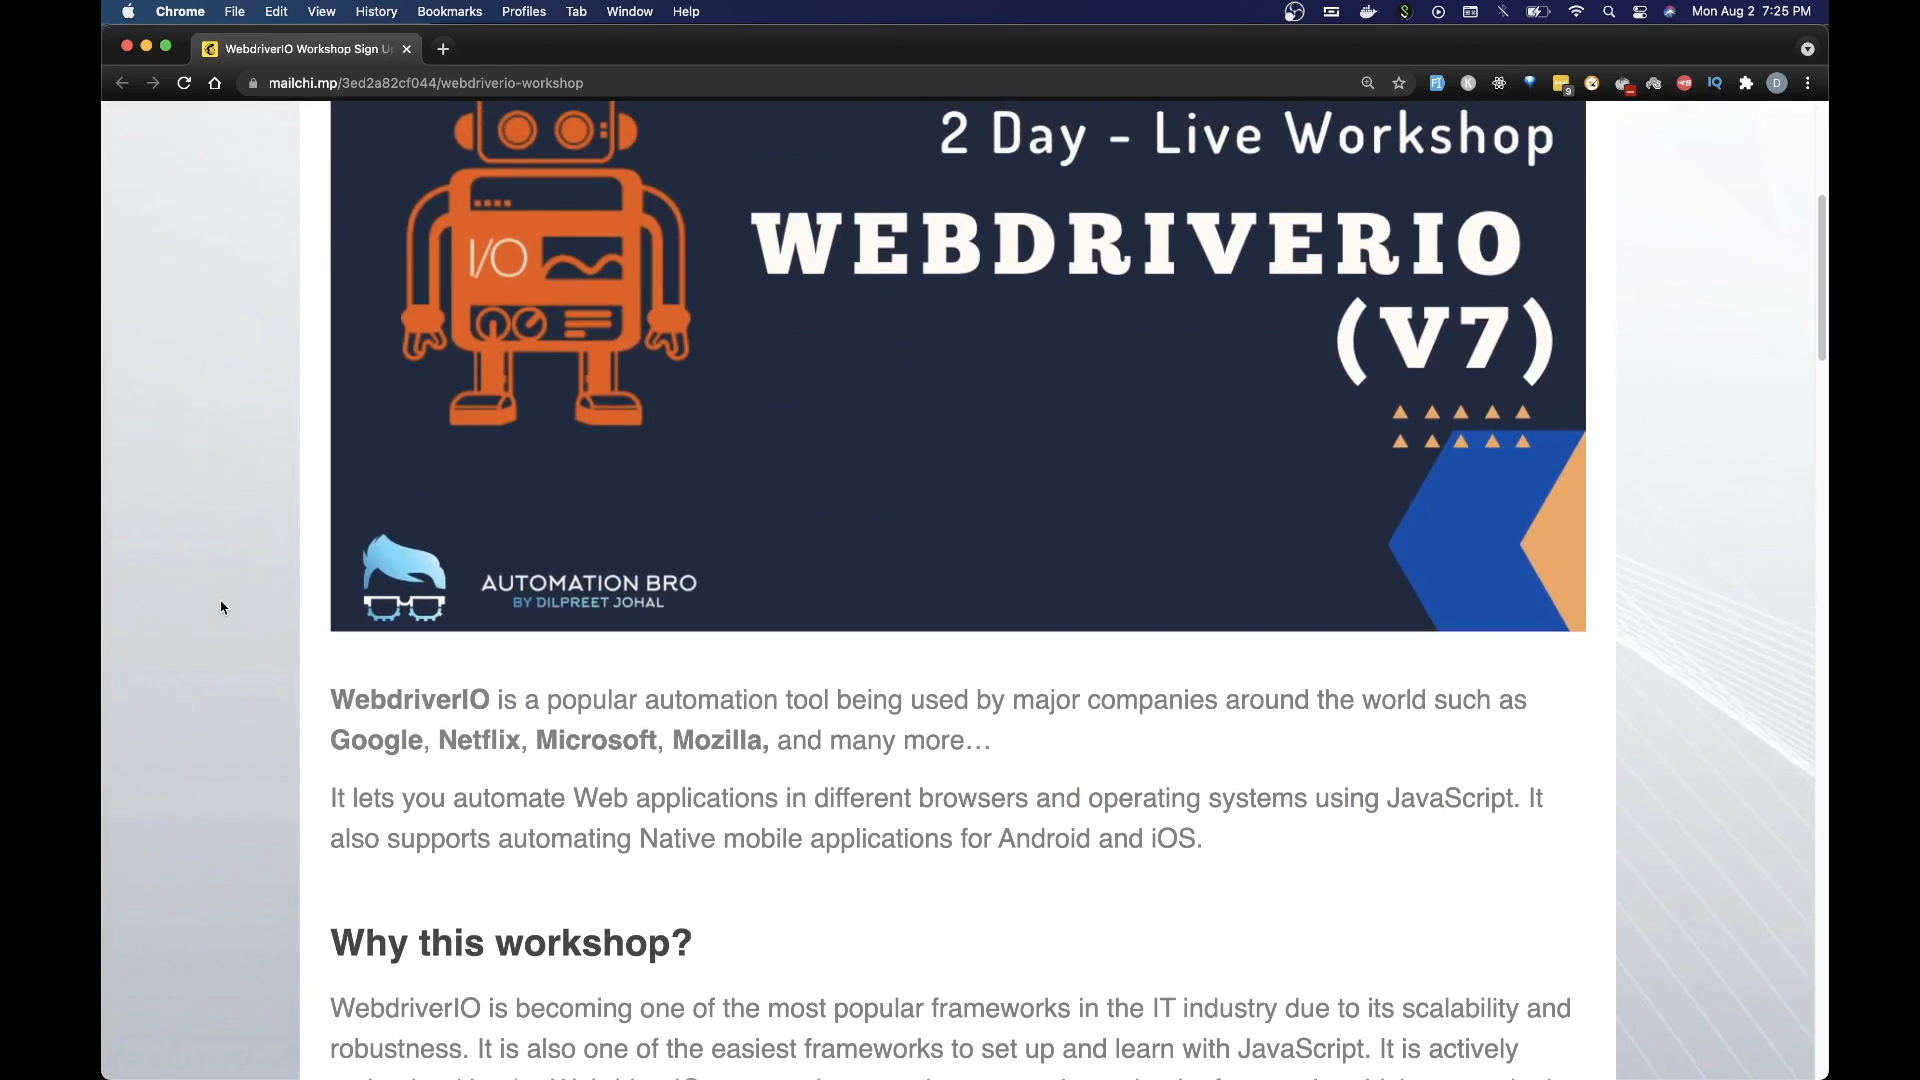 Chrome File Edit View History Bookmarks Profiles Tab Window Help Mon Aug 2 7:25 PM
WebdriverIO Workshop Sign U
mailchi.mp/3ed2a82cf044/webdriverio-workshop
9 IQ D
2 Day - Live Workshop
WEBDRIVERIO
(V7)
I/O
AUTOMATION BRO
BY DILPREET JOHAL
WebdriverIO is a popular automation tool being used by major companies around the world such as
Google, Netflix, Microsoft, Mozilla, and many more…
It lets you automate Web applications in different browsers and operating systems using JavaScript. It
also supports automating Native mobile applications for Android and iOS.
Why this workshop?
WebdriverIO is becoming one of the most popular frameworks in the IT industry due to its scalability and
robustness. It is also one of the easiest frameworks to set up and learn with JavaScript. It is actively